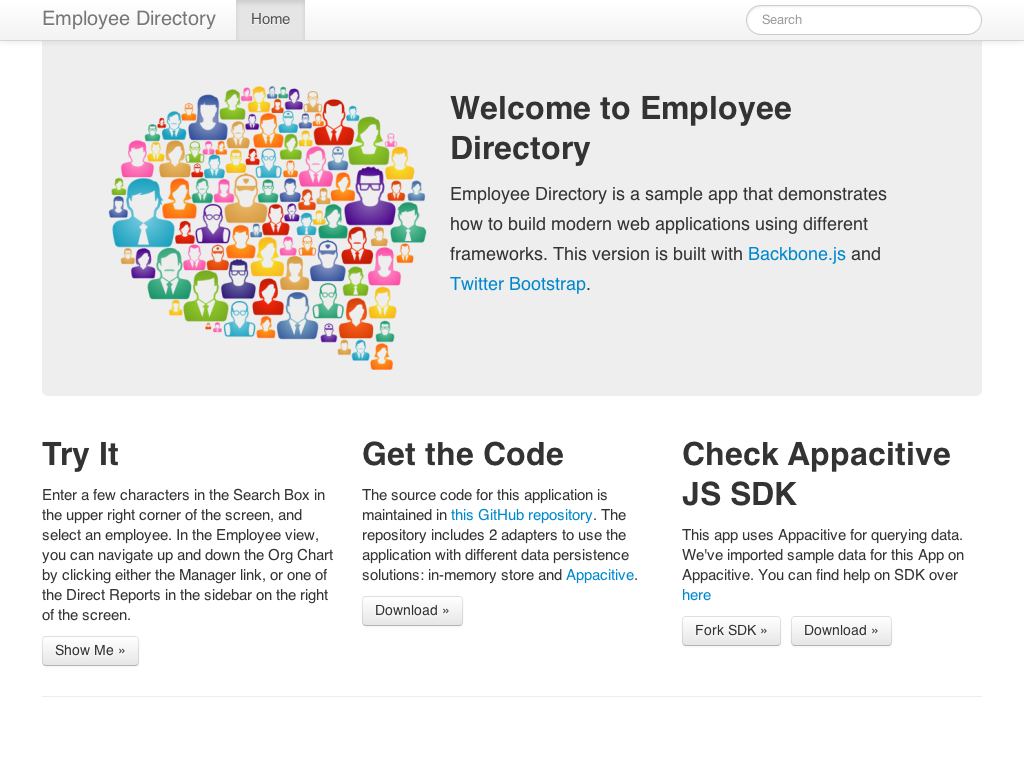 Employee Directory
Home
Search
Welcome to Employee
Directory
Employee Directory is a sample app that demonstrates
how to build modern web applications using different
frameworks. This version is built with Backbone.js and
Twitter Bootstrap.
Try It
Enter a few characters in the Search Box in
the upper right corner of the screen, and
select an employee. In the Employee view,
you can navigate up and down the Org Chart
by clicking either the Manager link, or one of
the Direct Reports in the sidebar on the right
of the screen.
Show Me »
Get the Code
The source code for this application is
maintained in this GitHub repository. The
repository includes 2 adapters to use the
application with different data persistence
solutions: in-memory store and Appacitive.
Download »
Check Appacitive
JS SDK
This app uses Appacitive for querying data.
We've imported sample data for this App on
Appacitive. You can find help on SDK over
here
Fork SDK »
Download »